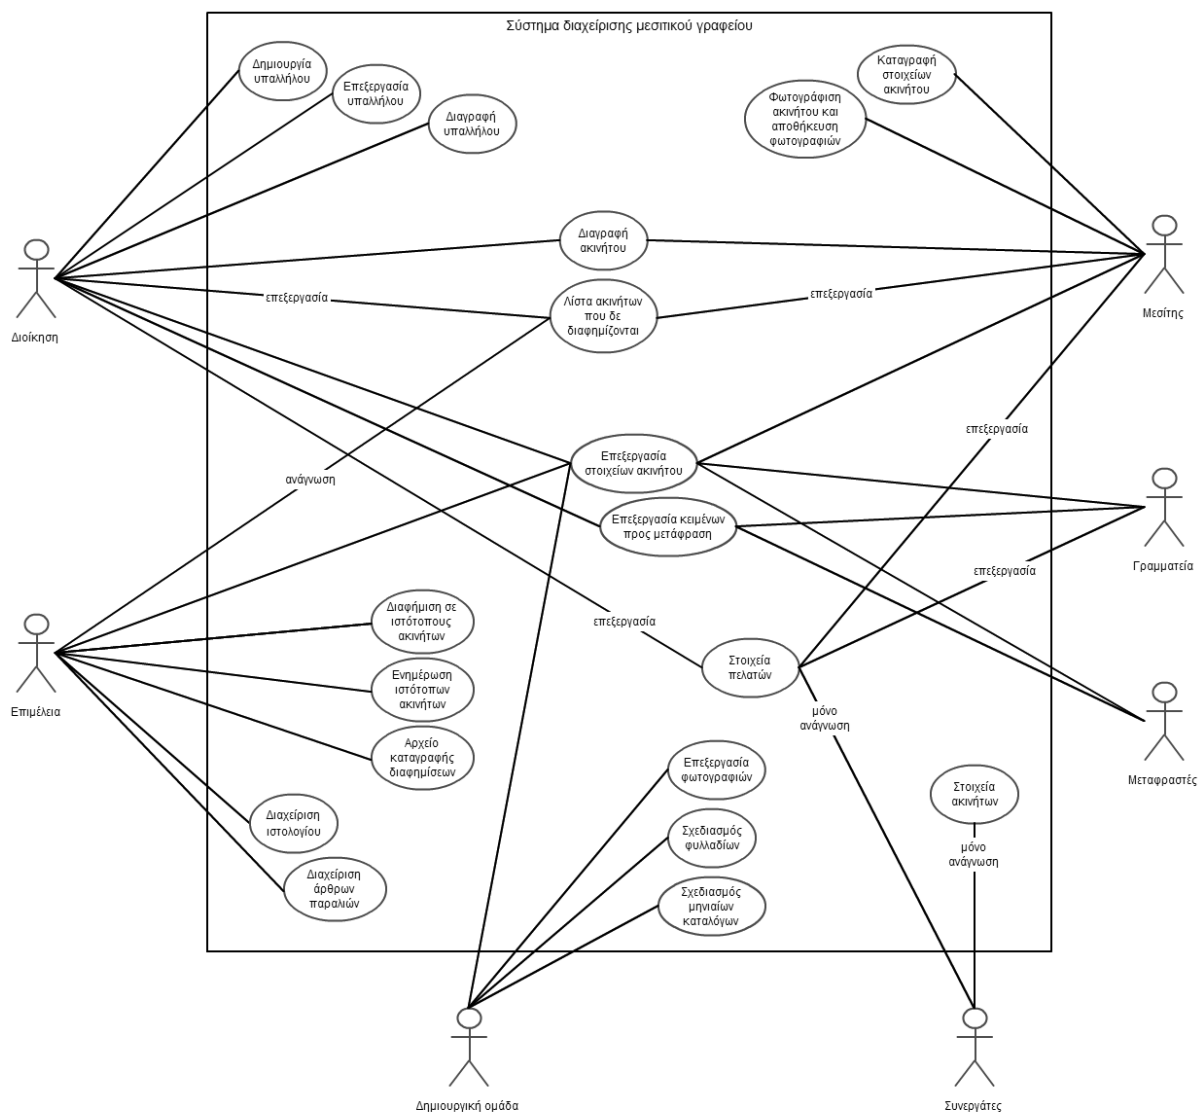 Σύστημα διαχείρισης μεσιτικού γραφείου
Δημιουργία
υπαλλήλου
Επεξεργασία
υπαλλήλου
Διαγραφή
υπαλλήλου
Καταγραφή
στοιχείων
ακινήτου
Φωτογράφιση
ακινήτου και
αποθήκευση
φωτογραφιών
Διαγραφή
ακινήτου
επεξεργασία
Λίστα ακινήτων
που δε
διαφημίζονται
επεξεργασία
Διοίκηση
Μεσίτης
επεξεργασία
Επεξεργασία
στοιχείων ακινήτου
ανάγνωση
Επεξεργασία κειμένων
προς μετάφραση
επεξεργασία
Γραμματεία
Διαφήμιση σε
ιστότοπους
ακινήτων
επεξεργασία
Στοιχεία
πελατών
Ενημέρωση
ιστότοπων
ακινήτων
Επιμέλεια
μόνο
ανάγνωση
Αρχείο
καταγραφής
διαφημίσεων
Επεξεργασία
φωτογραφιών
Στοιχεία
ακινήτων
Μεταφραστές
Διαχείριση
ιστολογίου
Σχεδιασμός
φυλλαδίων
μόνο
ανάγνωση
Διαχείριση
άρθρων
παραλιών
Σχεδιασμός
μηνιαίων
καταλόγων
Δημιουργική ομάδα
Συνεργάτες